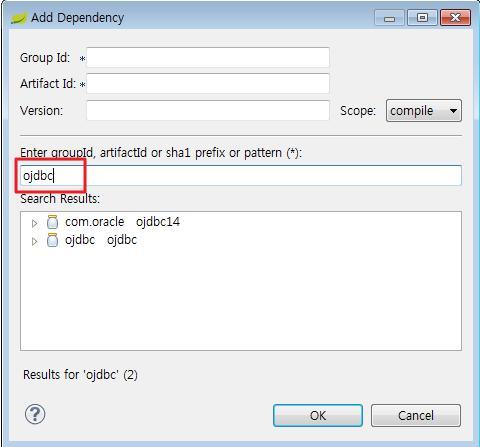 Add Dependency
Group Id: *
Artifact Id: *
Version: Scope: compile
Enter groupId, artifactId or sha1 prefix or pattern (*):
ojdbc
Search Results:
com.oracle ojdbc14
ojdbc ojdbc
Results for 'ojdbc' (2)
? OK Cancel